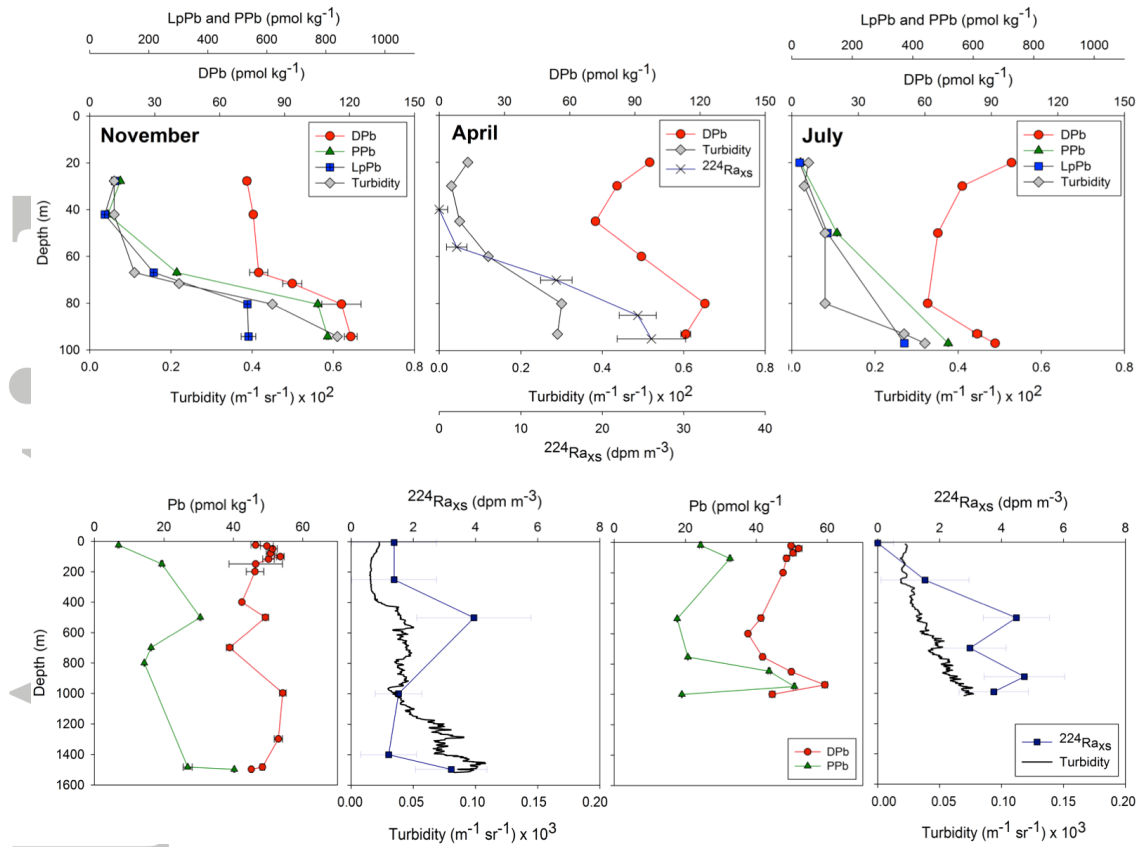 LpPb and PPb (pmol kg⁻¹)
0 200 400 600 800 1000
DPb (pmol kg⁻¹)
0 30 60 90 120 150
November
DPb
PPb
LpPb
Turbidity
0
20
40
60
80
100
Depth (m)
0.0 0.2 0.4 0.6 0.8
Turbidity (m⁻¹ sr⁻¹) x 10²
DPb (pmol kg⁻¹)
0 30 60 90 120 150
April
DPb
Turbidity
²²⁴Raxs
0.0 0.2 0.4 0.6 0.8
Turbidity (m⁻¹ sr⁻¹) x 10²
0 10 20 30 40
²²⁴Raxs (dpm m⁻³)
LpPb and PPb (pmol kg⁻¹)
0 200 400 600 800 1000
DPb (pmol kg⁻¹)
0 30 60 90 120 150
July
DPb
PPb
LpPb
Turbidity
0.0 0.2 0.4 0.6 0.8
Turbidity (m⁻¹ sr⁻¹) x 10²
Pb (pmol kg⁻¹)
0 20 40 60
0
200
400
600
800
1000
1200
1400
1600
Depth (m)
²²⁴Raxs (dpm m⁻³)
0 2 4 6 8
0.00 0.05 0.10 0.15 0.20
Turbidity (m⁻¹ sr⁻¹) x 10³
Pb (pmol kg⁻¹)
0 20 40 60
DPb
PPb
²²⁴Raxs (dpm m⁻³)
0 2 4 6 8
²²⁴Raxs
Turbidity
0.00 0.05 0.10 0.15 0.20
Turbidity (m⁻¹ sr⁻¹) x 10³